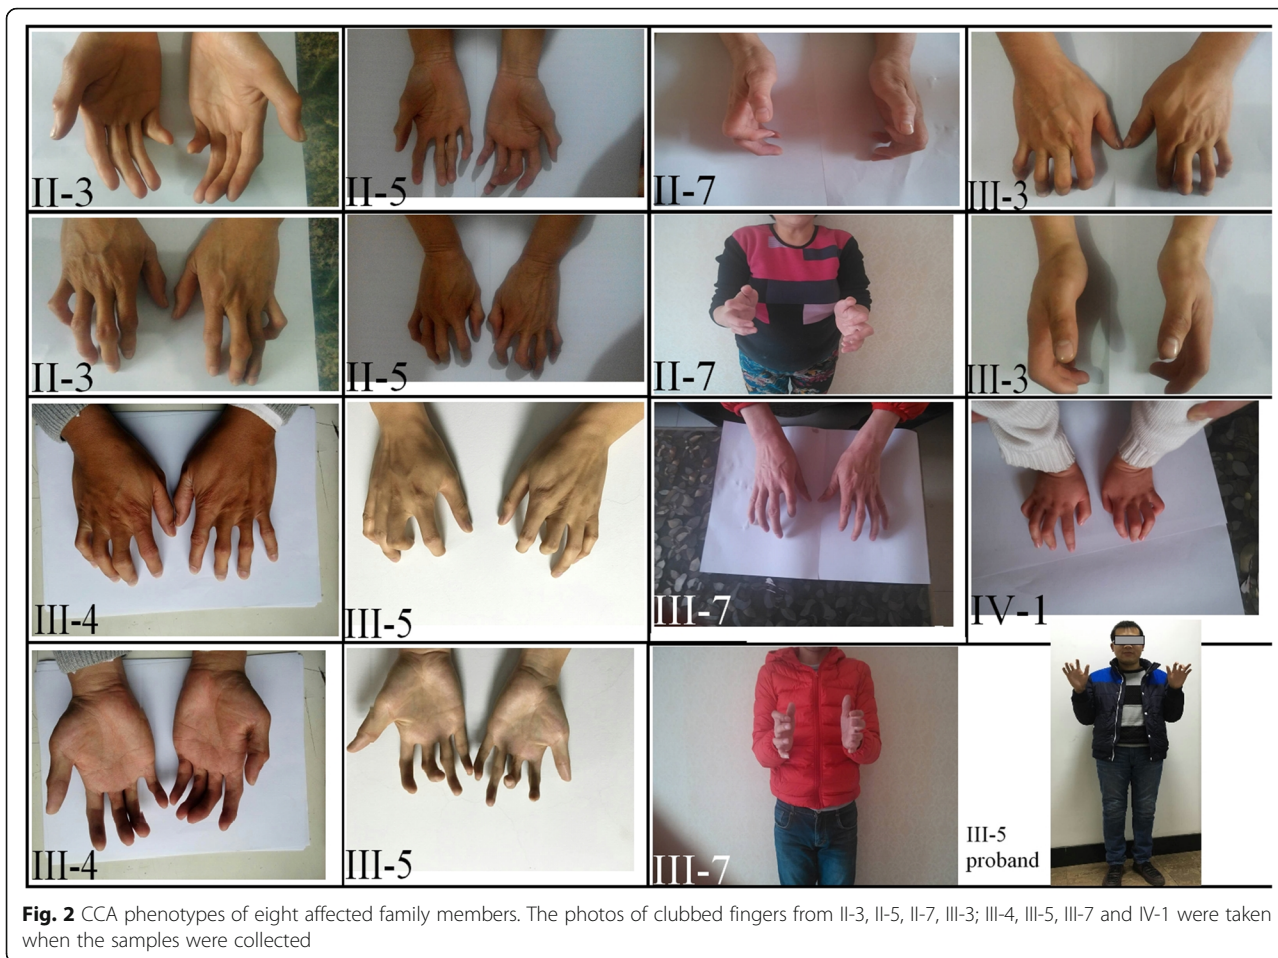 II-3
II-5
II-7
III-3
II-3
II-5
II-7
III-3
III-4
III-5
III-7
IV-1
III-4
III-5
III-7
III-5
proband
Fig. 2 CCA phenotypes of eight affected family members. The photos of clubbed fingers from II-3, II-5, II-7, III-3; III-4, III-5, III-7 and IV-1 were taken
when the samples were collected